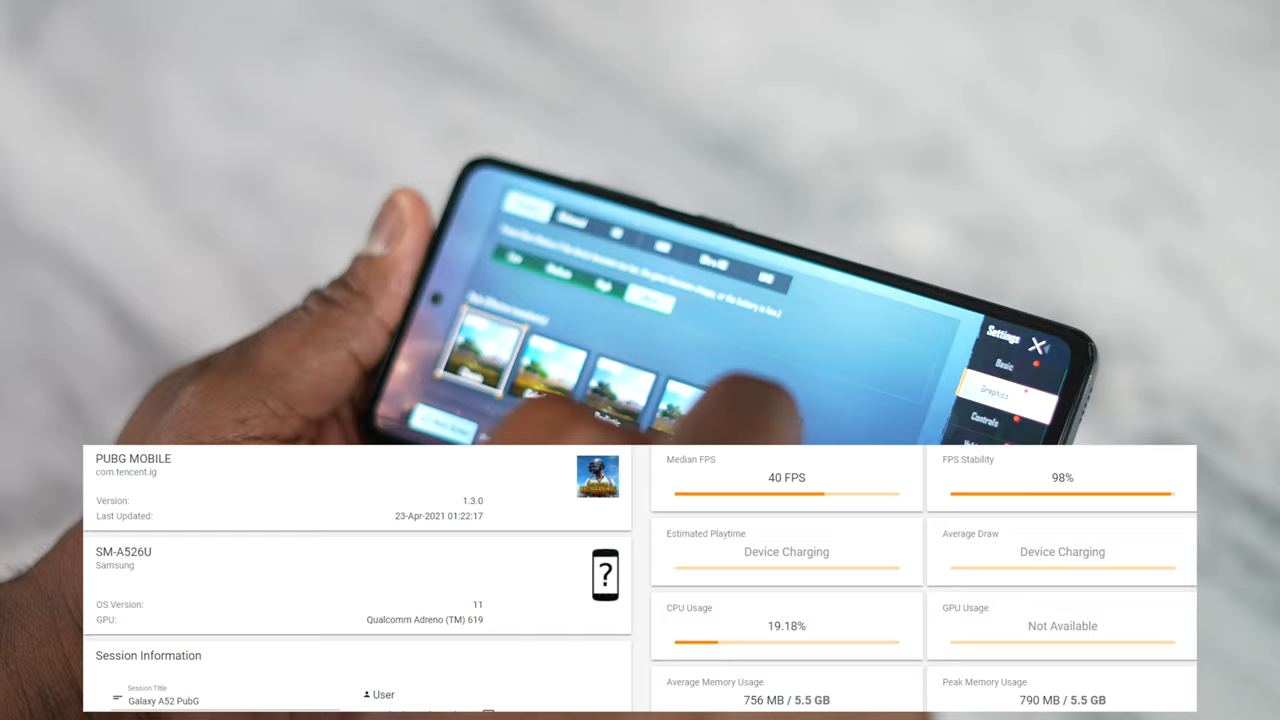 Settings
Basic
Graphics
Controls
PUBG MOBILE
com.tencent.ig
Version: 1.3.0
Last Updated: 23-Apr-2021 01:22:17
SM-A526U
Samsung
?
OS Version: 11
GPU: Qualcomm Adreno (TM) 619
Session Information
Session Title
Galaxy A52 PubG
User
Median FPS
40 FPS
FPS Stability
98%
Estimated Playtime
Device Charging
Average Draw
Device Charging
CPU Usage
19.18%
GPU Usage
Not Available
Average Memory Usage
756 MB / 5.5 GB
Peak Memory Usage
790 MB / 5.5 GB